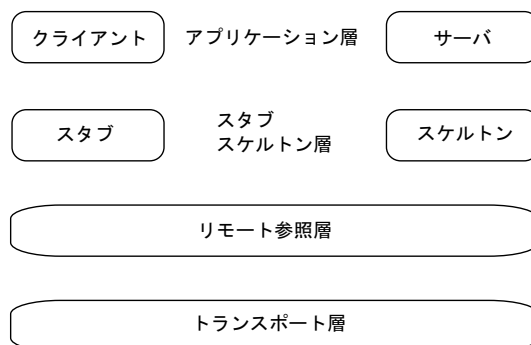 クライアント
アプリケーション層
サーバ
スタブ
スタブ
スケルトン層
スケルトン
リモート参照層
トランスポート層